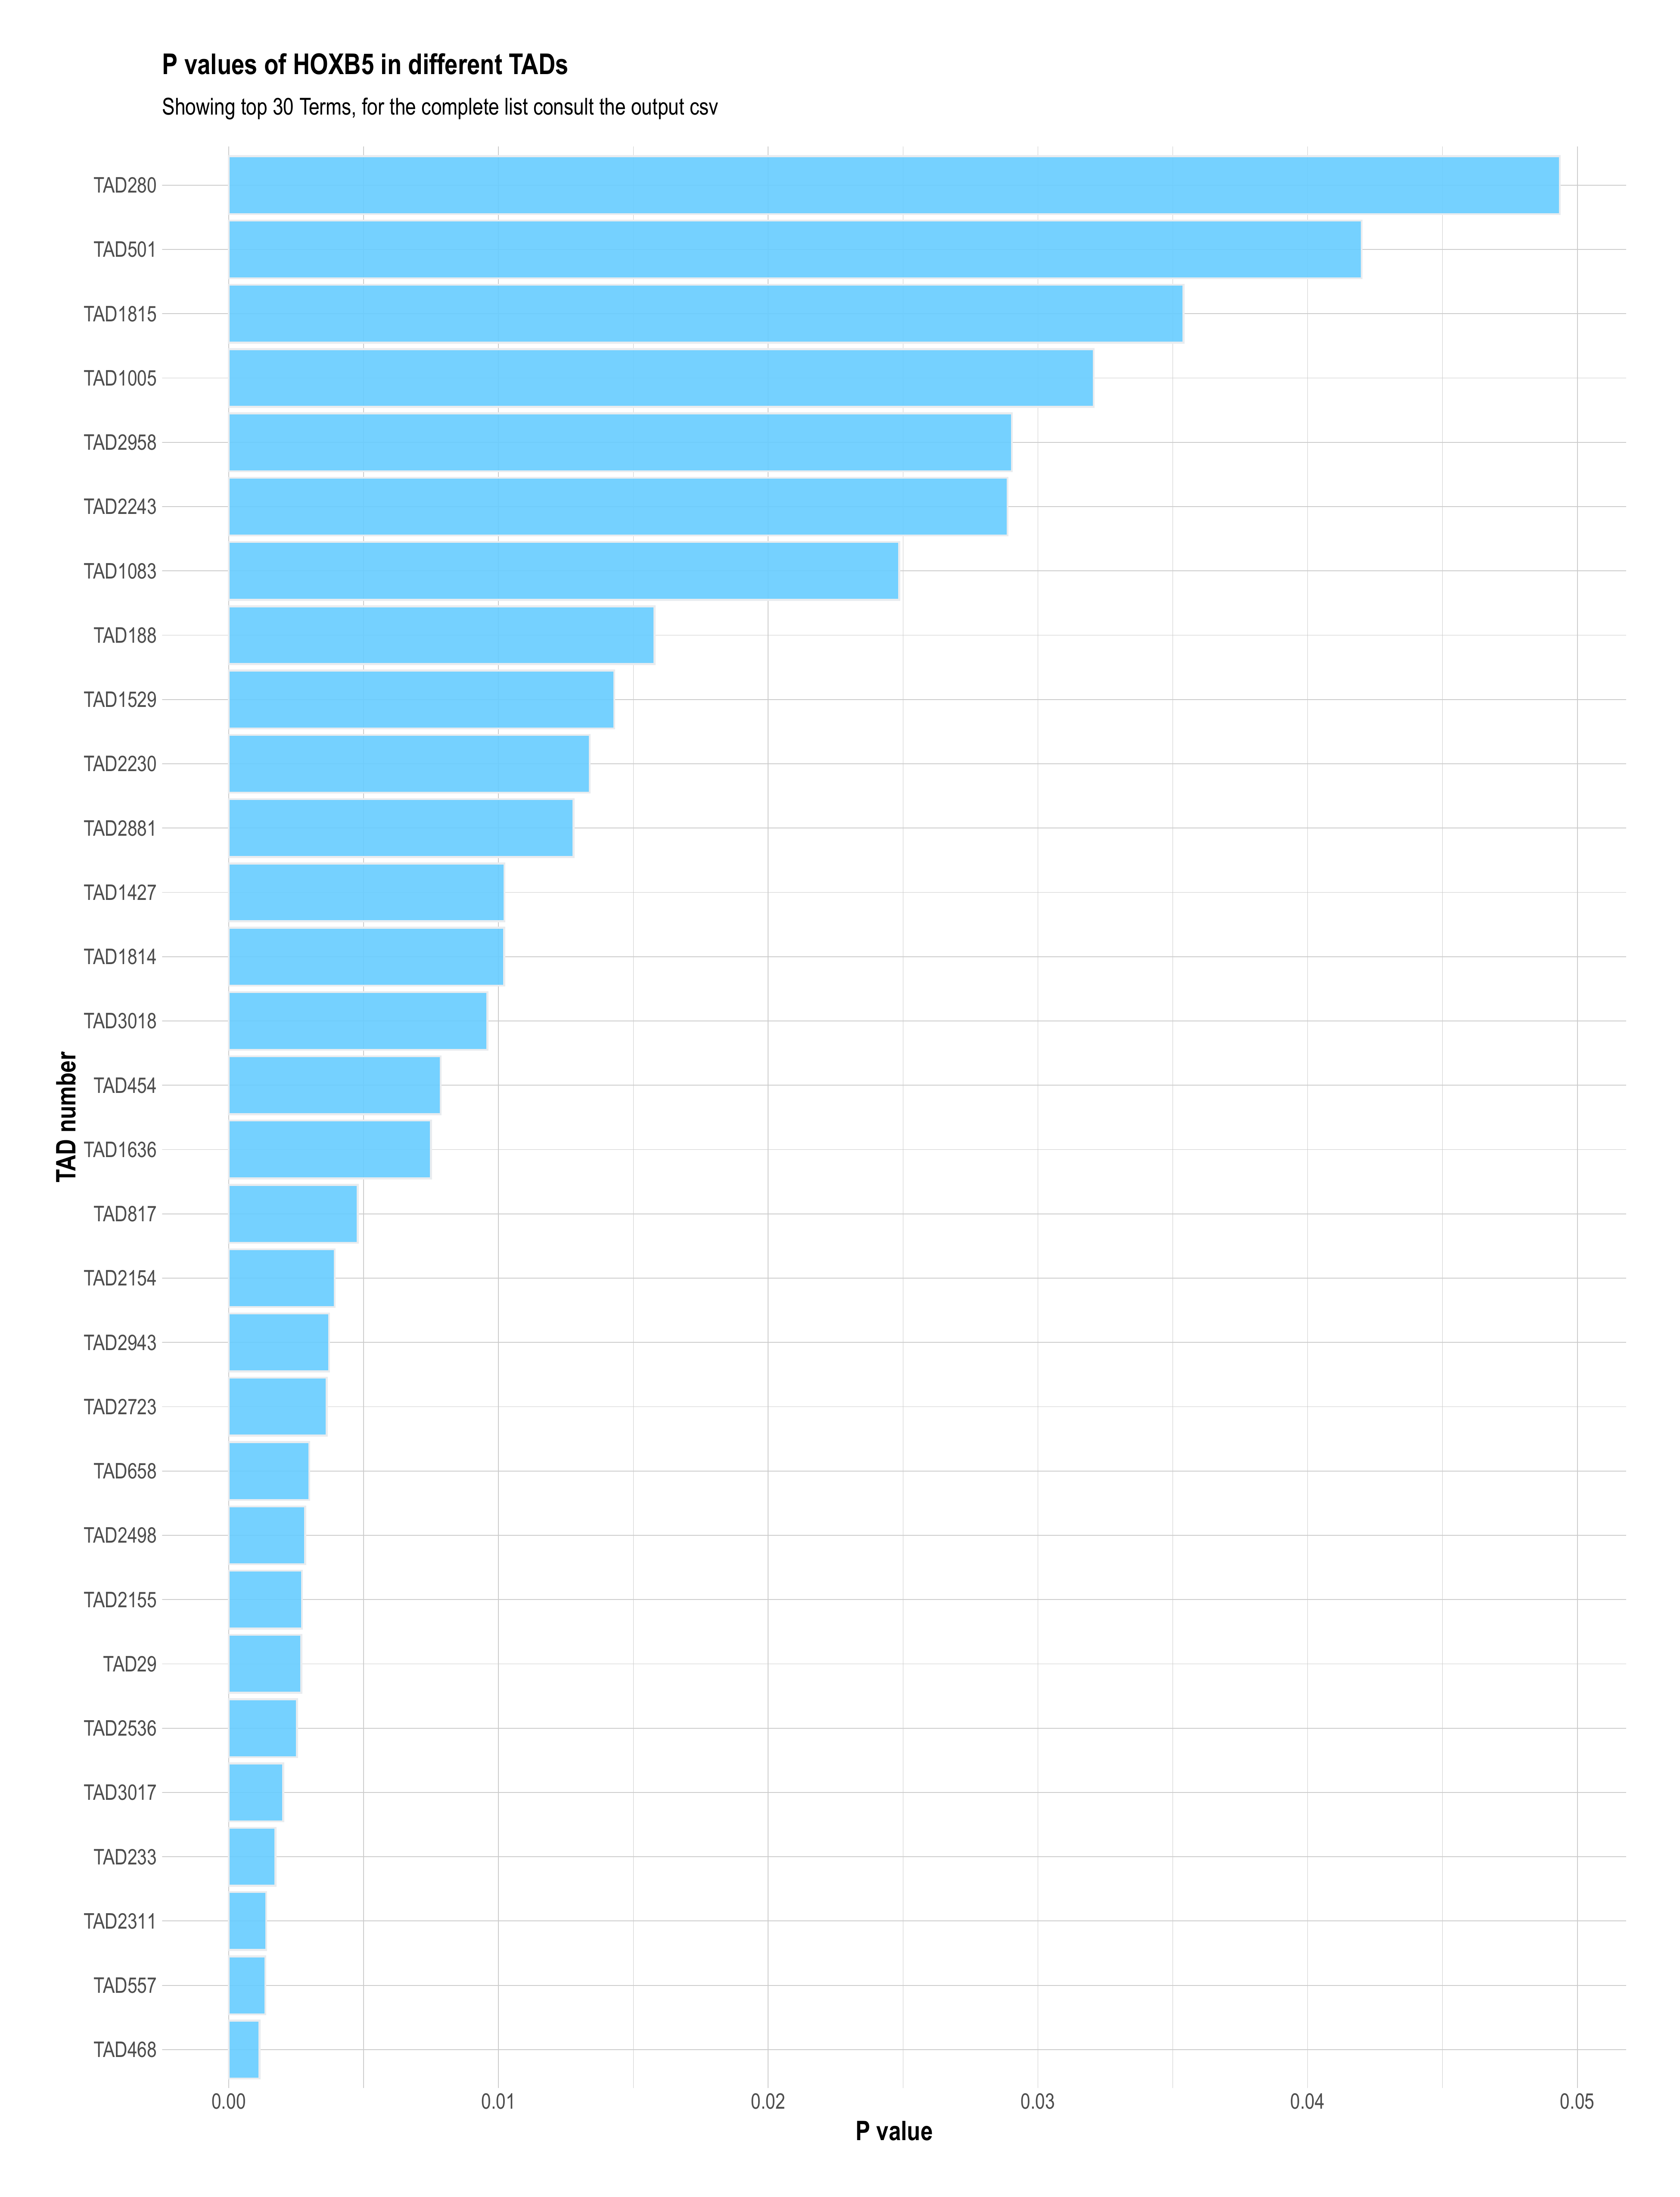 P values of HOXB5 in different TADs
Showing top 30 Terms, for the complete list consult the output csv
TAD number
TAD280
TAD501
TAD1815
TAD1005
TAD2958
TAD2243
TAD1083
TAD188
TAD1529
TAD2230
TAD2881
TAD1427
TAD1814
TAD3018
TAD454
TAD1636
TAD817
TAD2154
TAD2943
TAD2723
TAD658
TAD2498
TAD2155
TAD29
TAD2536
TAD3017
TAD233
TAD2311
TAD557
TAD468
0.00 0.01 0.02 0.03 0.04 0.05
P value